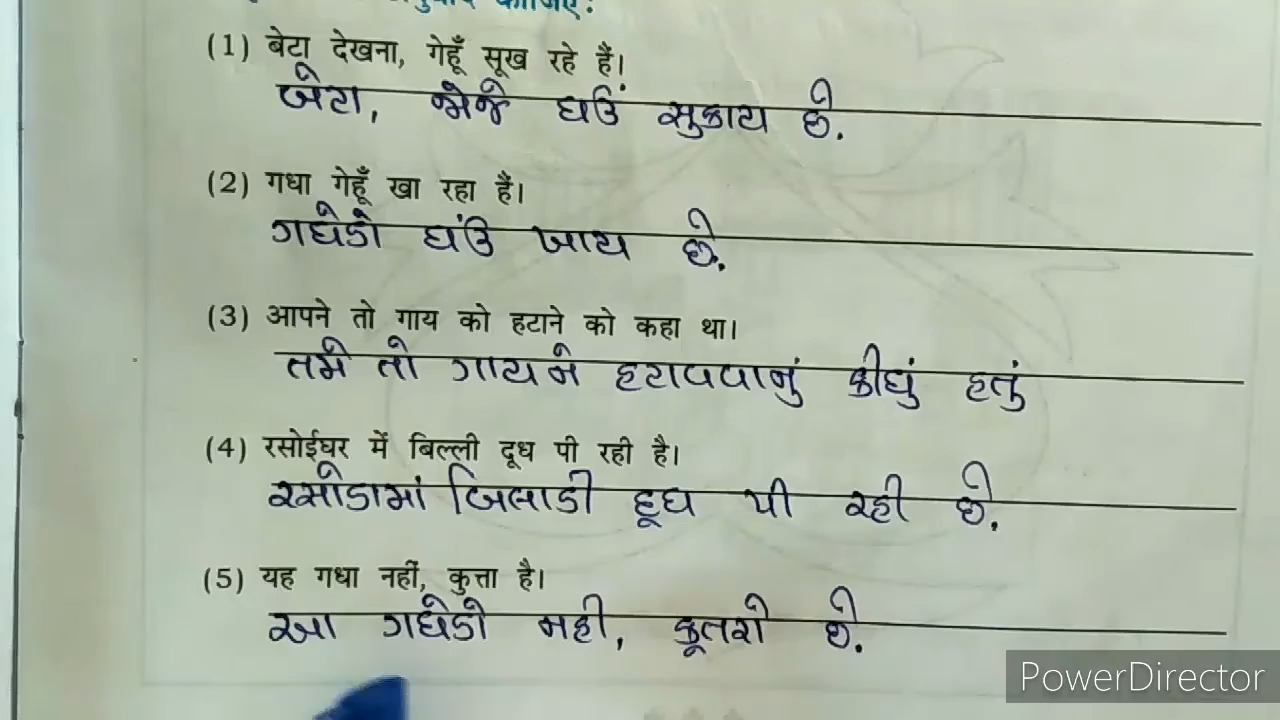 कीजिए:
(1) बेटा देखना, गेहूँ सूख रहे हैं।
બેટા, જોજે ઘઉં સુકાય છે.
(2) गधा गेहूँ खा रहा है।
ગધેડો ઘંઉ ખાય છે.
(3) आपने तो गाय को हटाने को कहा था।
તમે તો ગાયને હટાવવાનું કીધું હતું
(4) रसोईघर में बिल्ली दूध पी रही है।
રસોડામાં બિલાડી દૂધ પી રહી છે.
(5) यह गधा नहीं, कुत्ता है।
આ ગધેડો નહી, કૂતરો છે.
PowerDirector